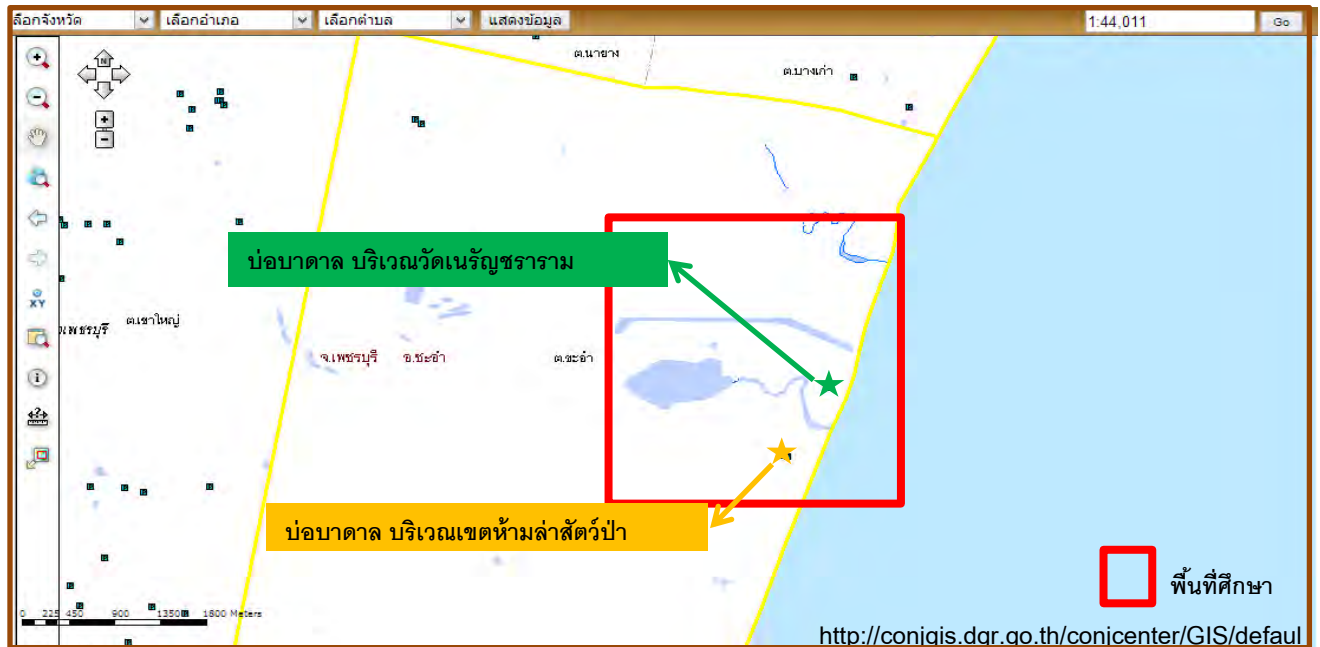 ลือกจังหวัด เลือกอำเภอ เลือกตำบล แสดงข้อมูล 1:44,011 Go
ต.นายาง
ต.บางเก่า
N
XY
บ่อบาดาล บริเวณวัดเนรัญชราราม
ต.เขาใหญ่
เพชรบุรี
จ.เพชรบุรี อ.ชะอำ ต.ชะอำ
บ่อบาดาล บริเวณเขตห้ามล่าสัตว์ป่า
พื้นที่ศึกษา
0 225 450 900 1350 1800 Meters
http://conjgis.dgr.go.th/conjcenter/GIS/defaul